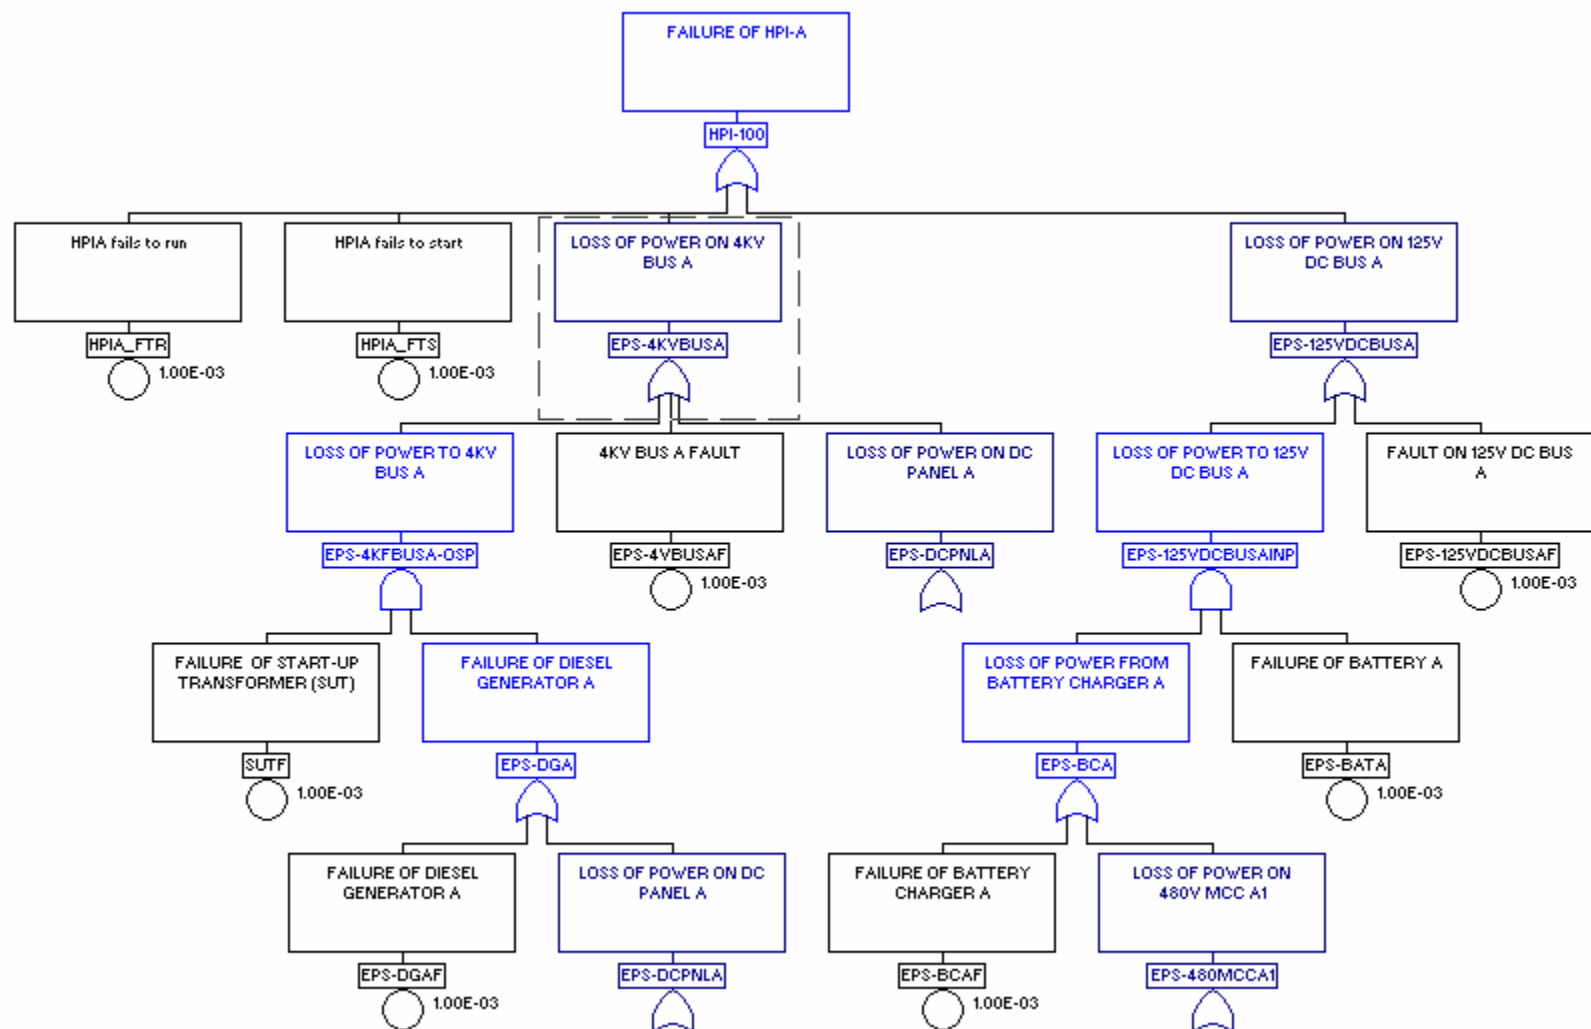 FAILURE OF HPI-A
HPI-100
HPIA fails to run
HPIA fails to start
LOSS OF POWER ON 4KV
BUS A
LOSS OF POWER ON 125V
DC BUS A
HPIA_FTR
1.00E-03
HPIA_FTS
1.00E-03
EPS-4KVBUSA
EPS-125VDCBUSA
LOSS OF POWER TO 4KV
BUS A
4KV BUS A FAULT
LOSS OF POWER ON DC
PANEL A
LOSS OF POWER TO 125V
DC BUS A
FAULT ON 125V DC BUS
A
EPS-4KFBUSA-OSP
EPS-4VBUSAF
1.00E-03
EPS-DCPNLA
EPS-125VDCBUSAINP
EPS-125VDCBUSAF
1.00E-03
FAILURE OF START-UP
TRANSFORMER (SUT)
FAILURE OF DIESEL
GENERATOR A
LOSS OF POWER FROM
BATTERY CHARGER A
FAILURE OF BATTERY A
SUTF
1.00E-03
EPS-DGA
EPS-BCA
EPS-BATA
1.00E-03
FAILURE OF DIESEL
GENERATOR A
LOSS OF POWER ON DC
PANEL A
FAILURE OF BATTERY
CHARGER A
LOSS OF POWER ON
480V MCC A1
EPS-DGAF
1.00E-03
EPS-DCPNLA
EPS-BCAF
1.00E-03
EPS-480MCCA1